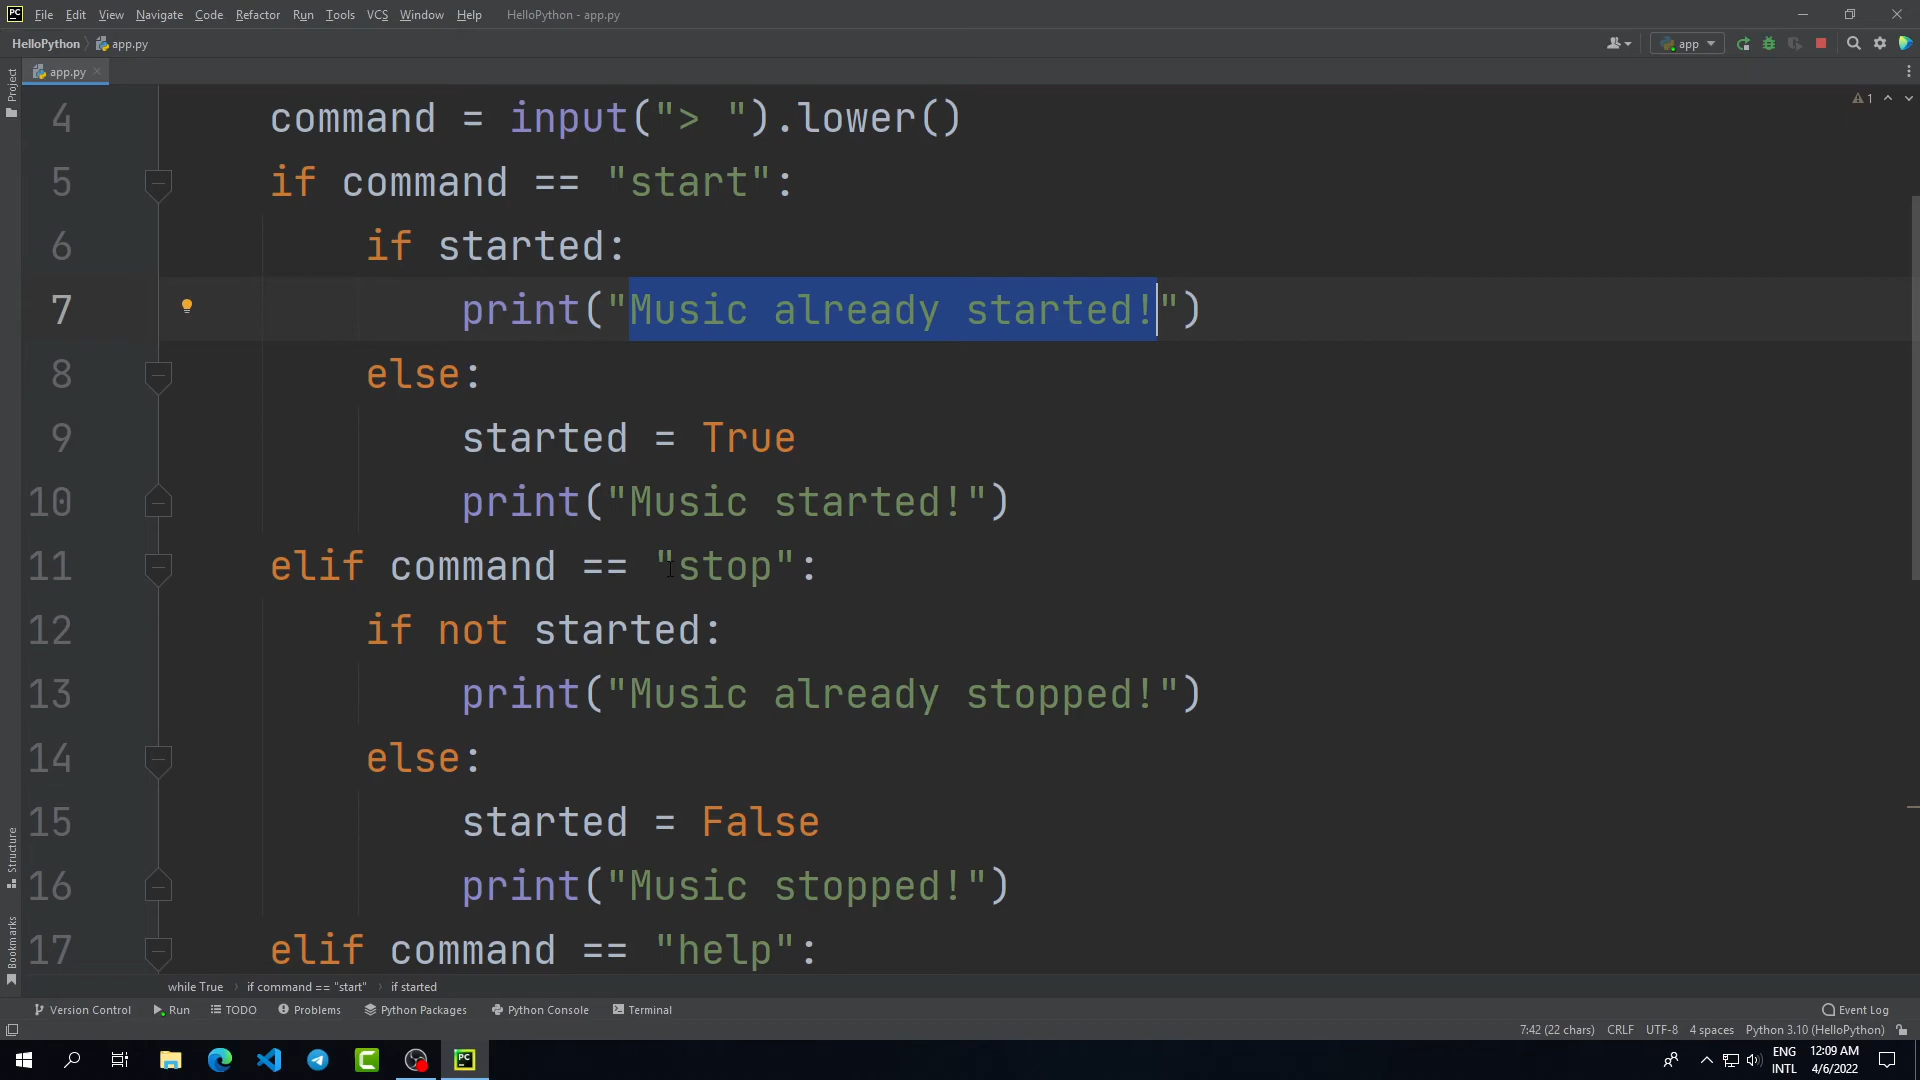 PC File Edit View Navigate Code Refactor Run Tools VCS Window Help HelloPython - app.py
HelloPython app.py app
app.py
Project
1
4 command = input("> ").lower()
5 if command == "start":
6 if started:
7 print("Music already started!")
8 else:
9 started = True
10 print("Music started!")
11 elif command == "stop":
12 if not started:
13 print("Music already stopped!")
14 else:
15 started = False
16 print("Music stopped!")
17 elif command == "help":
Structure
Bookmarks
while True if command == "start" if started
Version Control Run TODO Problems Python Packages Python Console Terminal Event Log
7:42 (22 chars) CRLF UTF-8 4 spaces Python 3.10 (HelloPython)
PC ENG 12:09 AM
INTL 4/6/2022